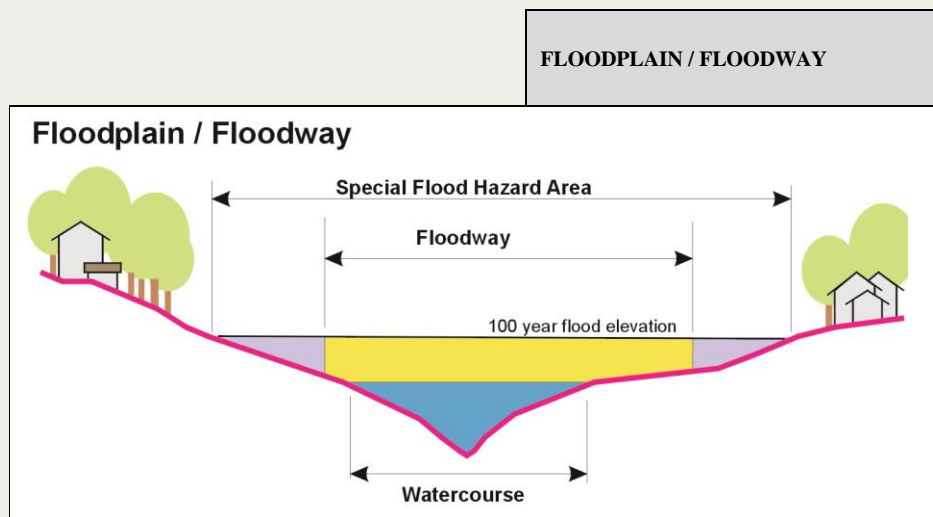 FLOODPLAIN / FLOODWAY
Floodplain / Floodway
Special Flood Hazard Area
Floodway
100 year flood elevation
Watercourse